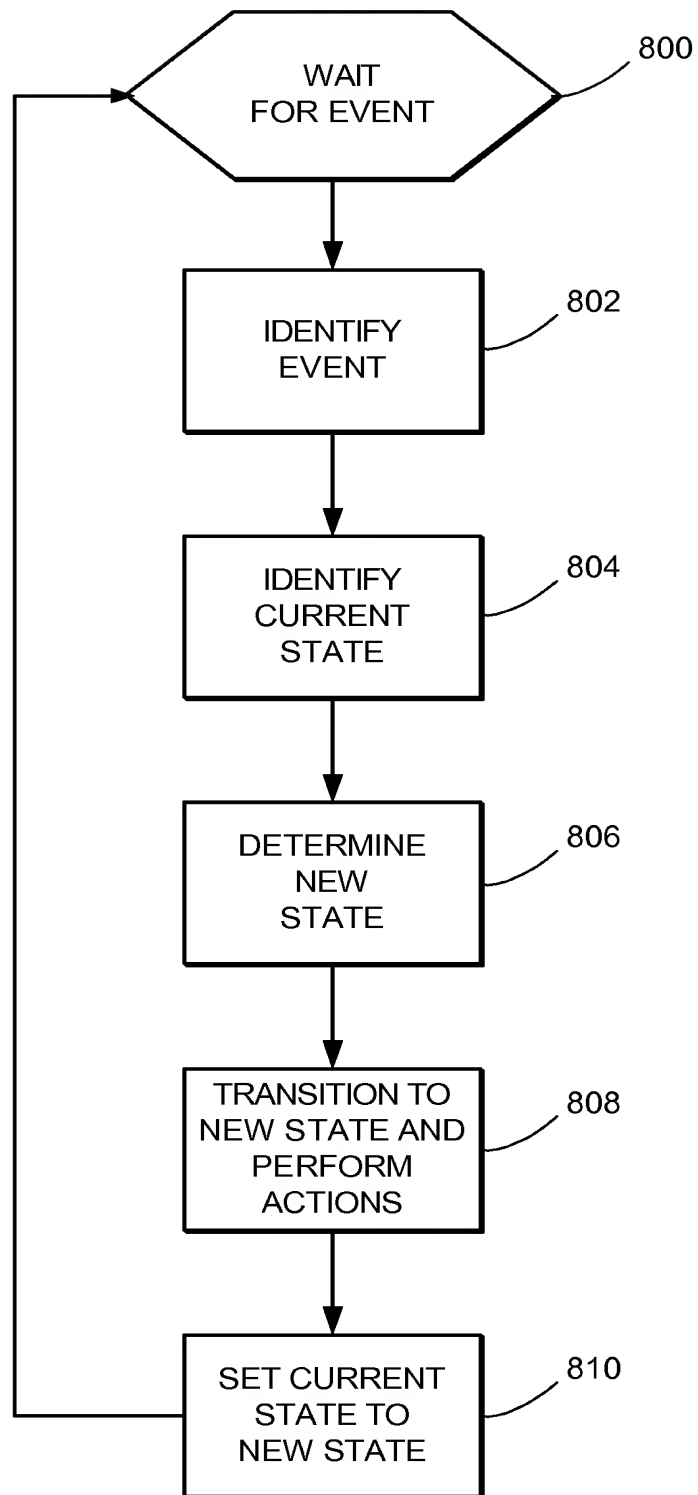 WAIT
FOR EVENT
800
IDENTIFY
EVENT
802
IDENTIFY
CURRENT
STATE
804
DETERMINE
NEW
STATE
806
TRANSITION TO
NEW STATE AND
PERFORM
ACTIONS
808
SET CURRENT
STATE TO
NEW STATE
810